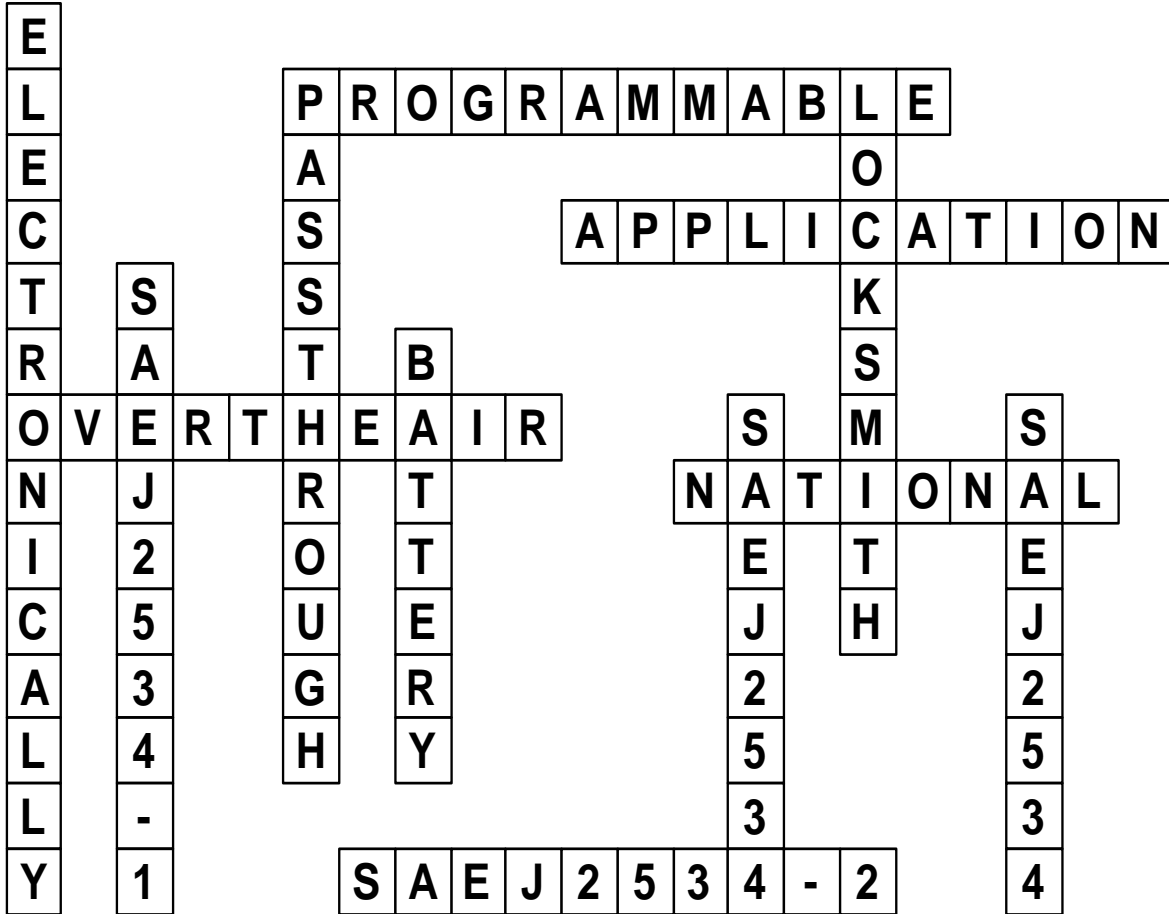 ELECTRONICALLY
PROGRAMMABLE
PASSTHROUGH
LOCKSMITH
APPLICATION
SAEJ2534-1
BATTERY
OVERTHEAIR
SAEJ2534
SAEJ2534
NATIONAL
SAEJ2534-2